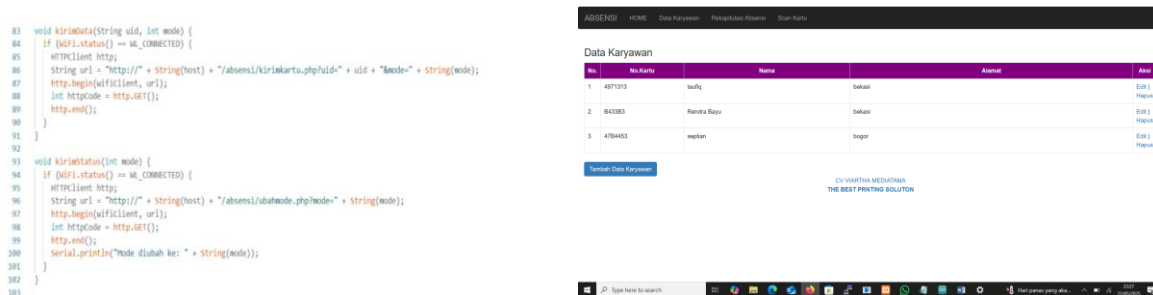 83 void kirimData(String uid, int mode) {
84 if (WiFi.status() == WL_CONNECTED) {
85 HTTPClient http;
86 String url = "http://" + String(host) + "/absensi/kirimkartu.php?uid=" + uid + "&mode=" + String(mode);
87 http.begin(wifiClient, url);
88 int httpCode = http.GET();
89 http.end();
90 }
91 }
92
93 void kirimStatus(int mode) {
94 if (WiFi.status() == WL_CONNECTED) {
95 HTTPClient http;
96 String url = "http://" + String(host) + "/absensi/ubahmode.php?mode=" + String(mode);
97 http.begin(wifiClient, url);
98 int httpCode = http.GET();
99 http.end();
100 Serial.println("Mode diubah ke: " + String(mode));
101 }
102 }
103
ABSENSI HOME Data Karyawan Rekapitulasi Absensi Scan Kartu
Data Karyawan
No. No.Kartu Nama Alamat Aksi
1 4971313 taufiq bekasi Edit |
Hapus
2 B433B3 Rendra Bayu bekasi Edit |
Hapus
3 47B4453 septian bogor Edit |
Hapus
Tambah Data Karyawan
CV VIARTHA MEDIATAMA
THE BEST PRNTING SOLUTON
Type here to search Hari panas yang aka...